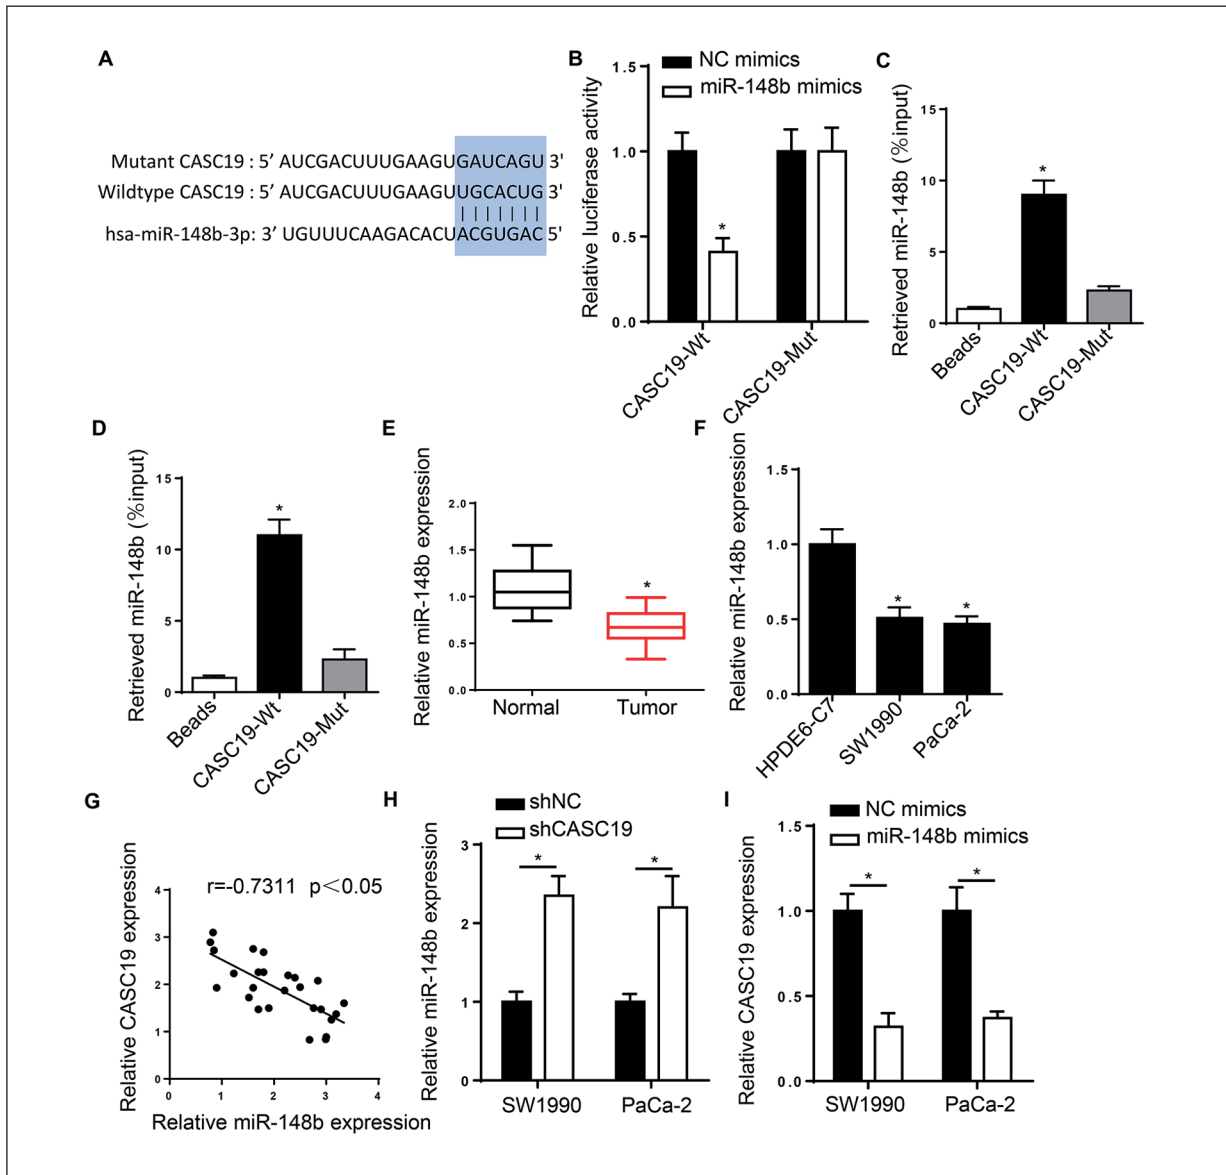 A
Mutant CASC19 : 5′ AUCGACUUUGAAGUGAUCAGU 3'
Wildtype CASC19 : 5′ AUCGACUUUGAAGUUGCACUG 3'
hsa-miR-148b-3p: 3′ UGUUUCAAGACACUACGUGAC 5'
B
NC mimics
miR-148b mimics
Relative luciferase activity
1.5
1.0
0.5
0.0
*
CASC19-Wt
CASC19-Mut
C
Retrieved miR-148b (%input)
15
10
5
0
*
Beads
CASC19-Wt
CASC19-Mut
D
Retrieved miR-148b (%input)
15
10
5
0
*
Beads
CASC19-Wt
CASC19-Mut
E
Relative miR-148b expression
2.0
1.5
1.0
0.5
0.0
*
Normal
Tumor
F
Relative miR-148b expression
1.5
1.0
0.5
0.0
*
*
HPDE6-C7
SW1990
PaCa-2
G
r=-0.7311 p<0.05
Relative CASC19 expression
4
3
2
1
0
0 1 2 3 4
Relative miR-148b expression
H
shNC
shCASC19
Relative miR-148b expression
3
2
1
0
*
*
SW1990
PaCa-2
I
NC mimics
miR-148b mimics
Relative CASC19 expression
1.5
1.0
0.5
0.0
*
*
SW1990
PaCa-2